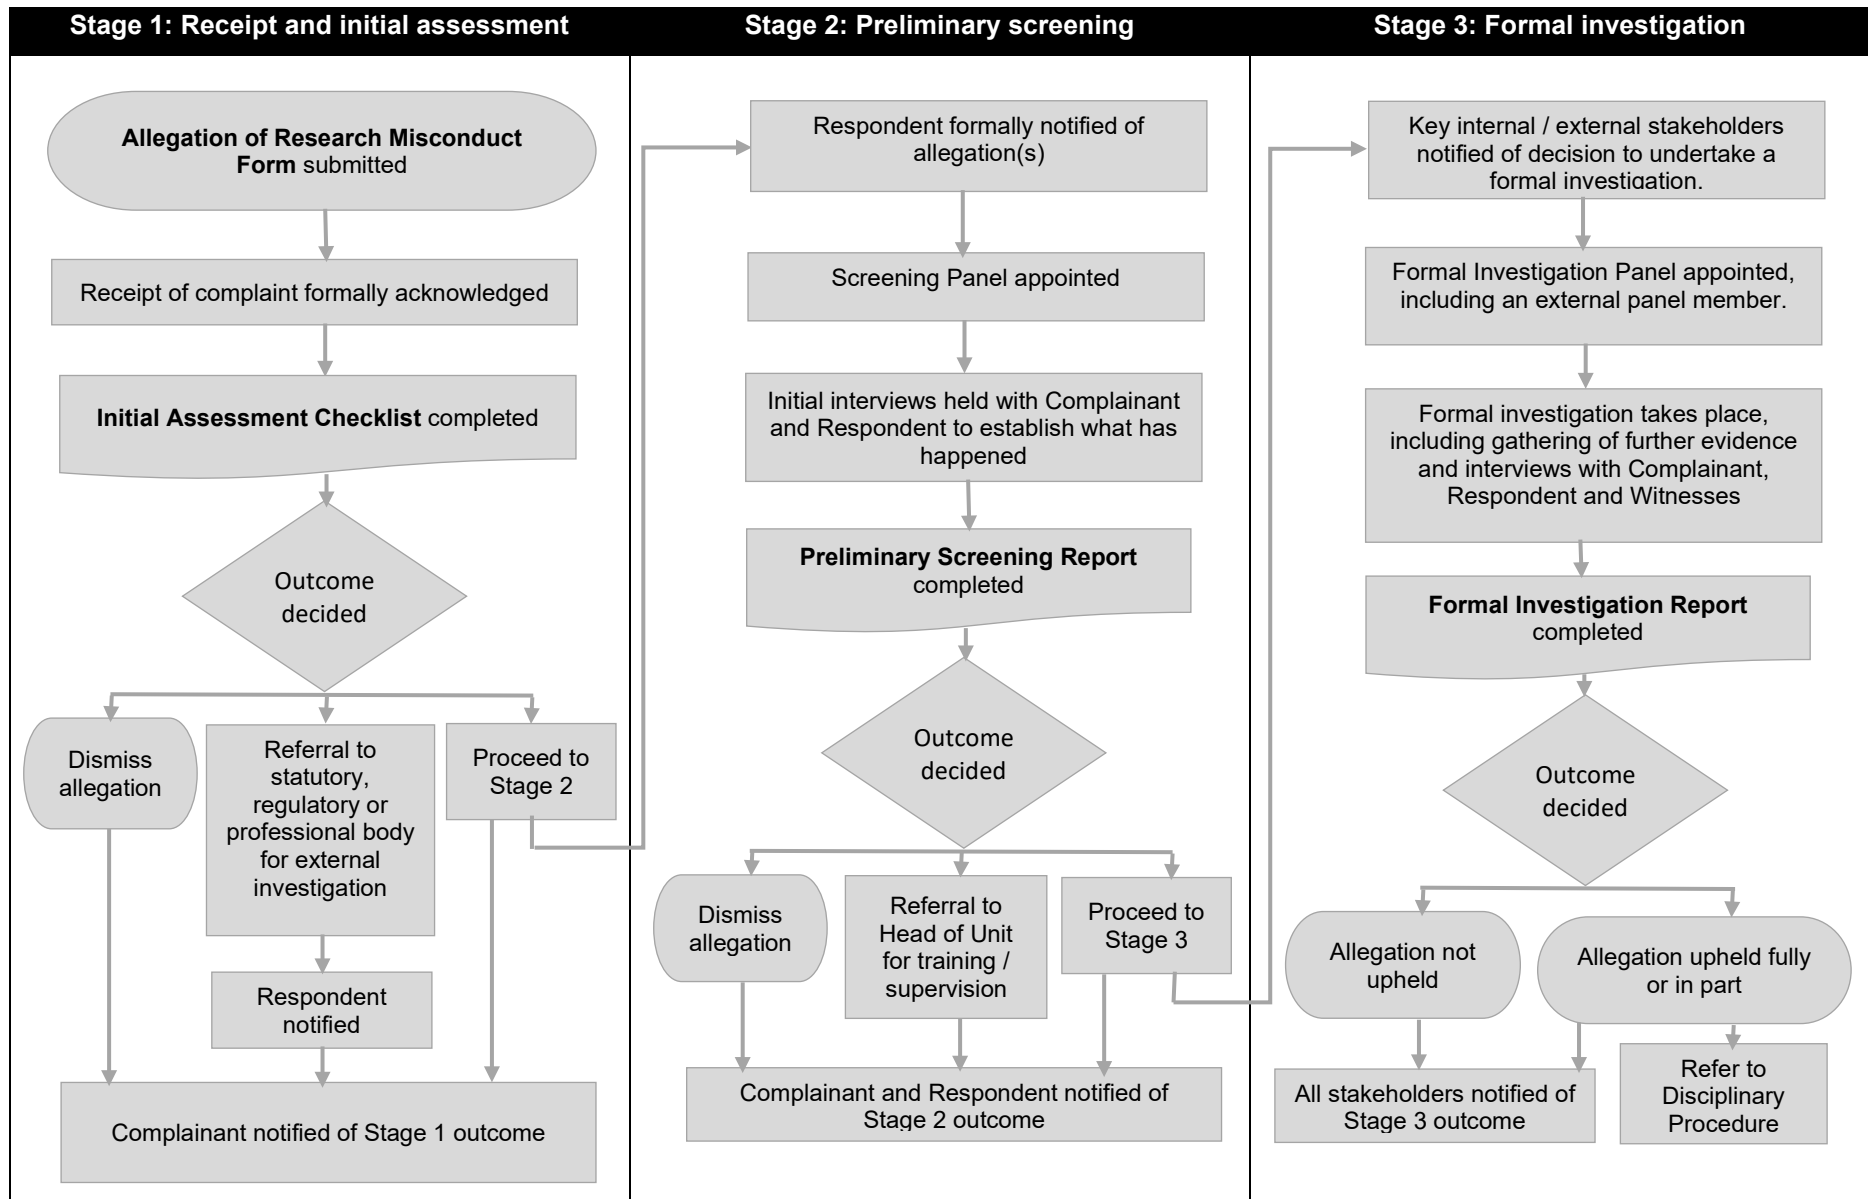 Stage 1: Receipt and initial assessment
Allegation of Research Misconduct
Form submitted
Receipt of complaint formally acknowledged
Initial Assessment Checklist completed
Outcome
decided
Dismiss
allegation
Referral to
statutory,
regulatory or
professional body
for external
investigation
Proceed to
Stage 2
Respondent
notified
Complainant notified of Stage 1 outcome
Stage 2: Preliminary screening
Respondent formally notified of
allegation(s)
Screening Panel appointed
Initial interviews held with Complainant
and Respondent to establish what has
happened
Preliminary Screening Report
completed
Outcome
decided
Dismiss
allegation
Referral to
Head of Unit
for training /
supervision
Proceed to
Stage 3
Complainant and Respondent notified of
Stage 2 outcome
Stage 3: Formal investigation
Key internal / external stakeholders
notified of decision to undertake a
formal investigation.
Formal Investigation Panel appointed,
including an external panel member.
Formal investigation takes place,
including gathering of further evidence
and interviews with Complainant,
Respondent and Witnesses
Formal Investigation Report
completed
Outcome
decided
Allegation not
upheld
Allegation upheld fully
or in part
All stakeholders notified of
Stage 3 outcome
Refer to
Disciplinary
Procedure